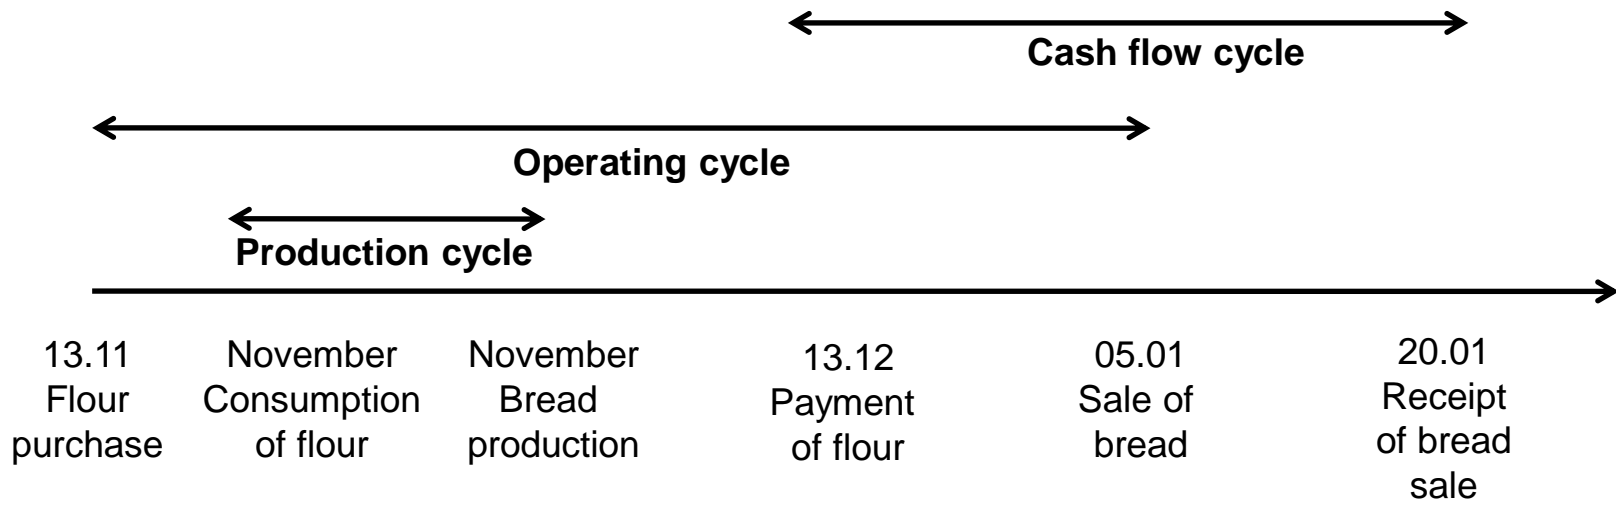 Cash flow cycle
Operating cycle
Production cycle
13.11
Flour
purchase
November
Consumption
of flour
November
Bread
production
13.12
Payment
of flour
05.01
Sale of
bread
20.01
Receipt
of bread
sale